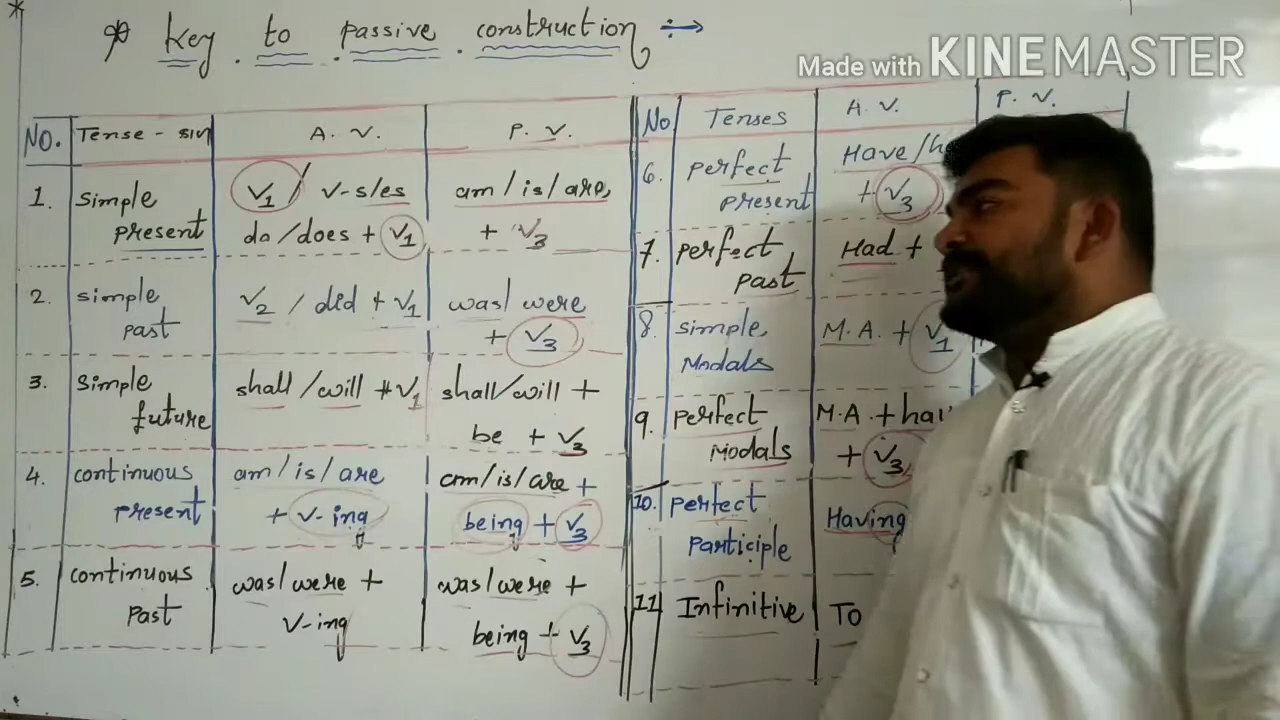 Made with KINEMASTER
* Key to passive construction →
No. Tense - A. V. P. V.
1. Simple present V1 / V-s/es am / is / are,
do / does + V1 + V3
2. Simple past V2 / did + V1 was / were
+ V3
3. Simple future shall / will + V1 shall / will +
be + V3
4. continuous present am / is / are am / is / are +
+ V-ing being + V3
5. continuous past was / were + was / were +
V-ing being + V3
No Tenses A. V. P. V.
6. perfect present Have /
+ V3
7. perfect past Had +
8. simple Modals M.A. + V1
9. perfect Modals M.A. +
+ V3
10. perfect participle Having
11 Infinitive To